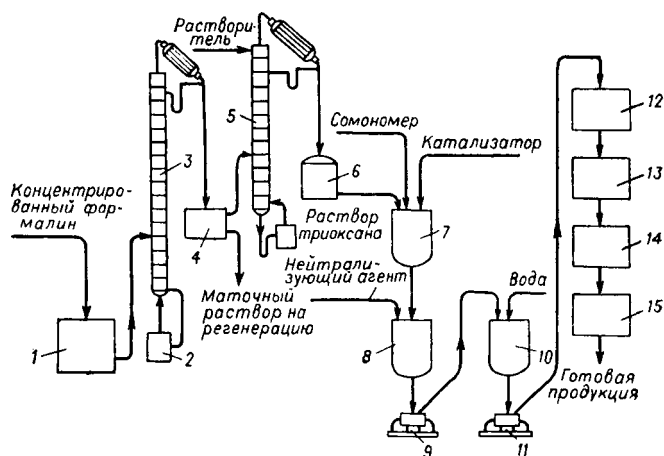 Раствори-
тель
Сомономер
Катализатор
Концентриро-
ванный фор-
малин
Раствор
триоксана
Маточный
раствор на
регенерацию
Нейтрали-
зующий агент
Вода
Готовая
продукция
1
2
3
4
5
6
7
8
9
10
11
12
13
14
15